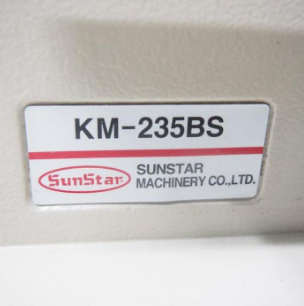 KM-235BS
SunStar
SUNSTAR
MACHINERY CO.,LTD.